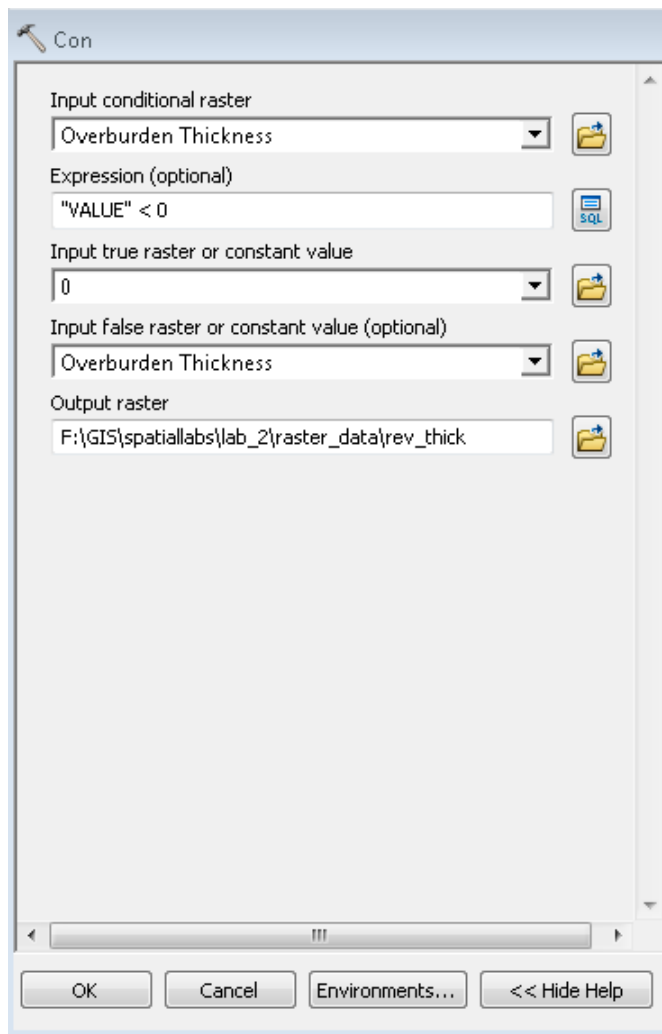 Con
Input conditional raster
Overburden Thickness
Expression (optional)
"VALUE" < 0
SQL
Input true raster or constant value
0
Input false raster or constant value (optional)
Overburden Thickness
Output raster
F:\GIS\spatiallabs\lab_2\raster_data\rev_thick
OK Cancel Environments... << Hide Help